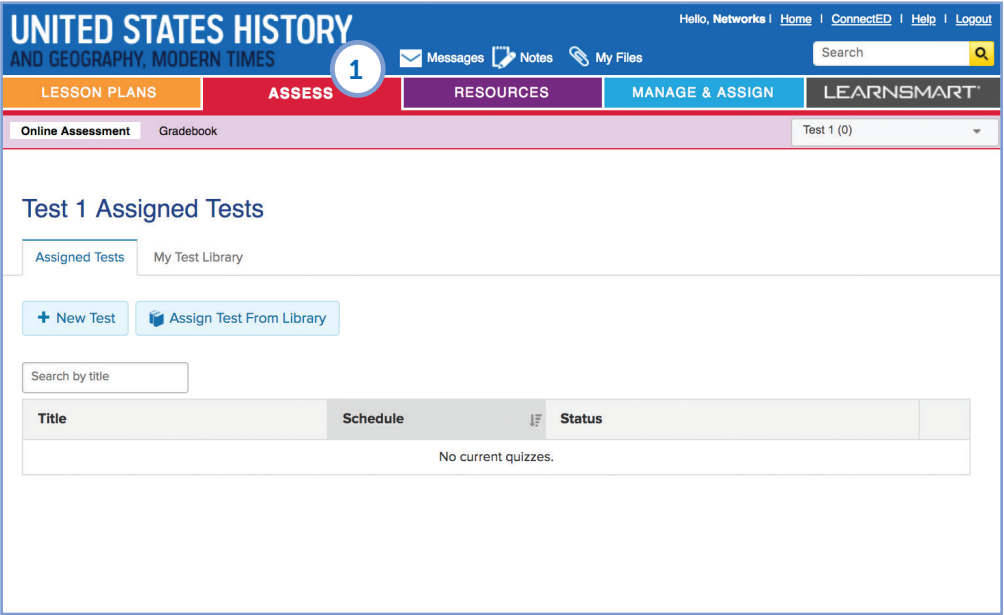 UNITED STATES HISTORY
AND GEOGRAPHY, MODERN TIMES
1
Hello, Networks | Home | ConnectED | Help | Logout
Messages Notes My Files
Search
LESSON PLANS ASSESS RESOURCES MANAGE & ASSIGN LEARNSMART
Online Assessment Gradebook
Test 1 (0)
Test 1 Assigned Tests
Assigned Tests My Test Library
+ New Test Assign Test From Library
Search by title
Title Schedule Status
No current quizzes.